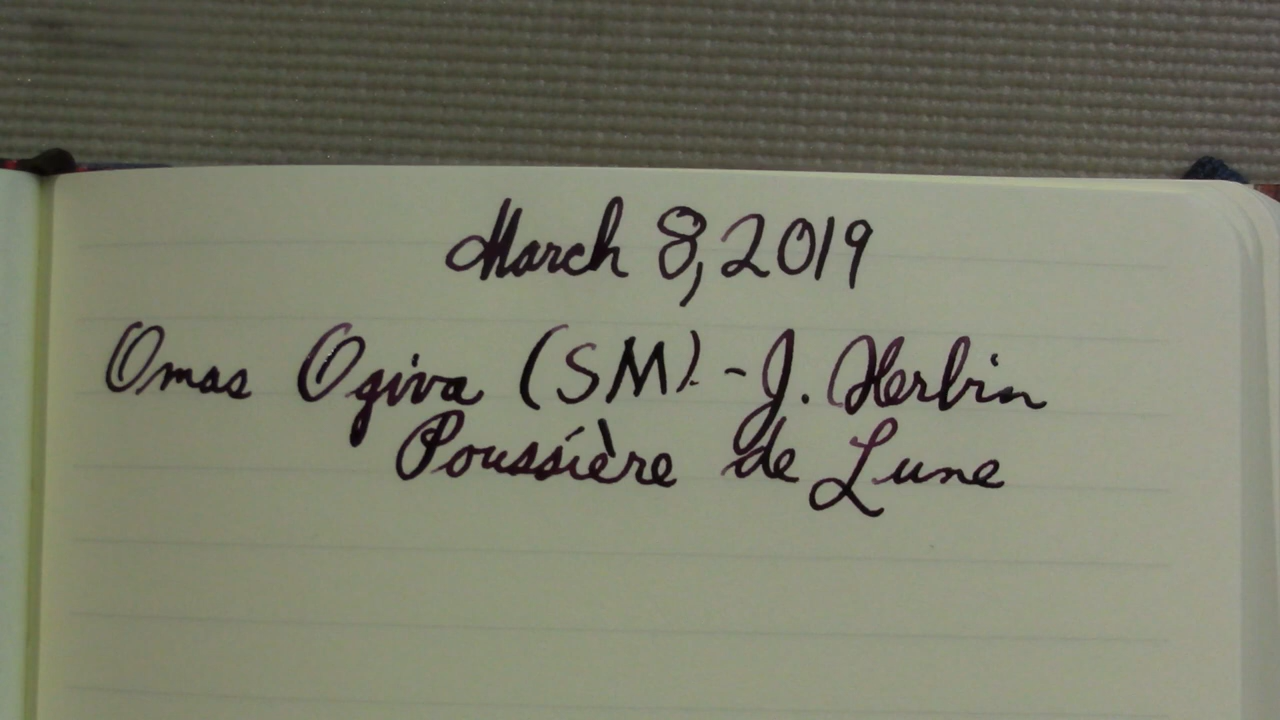 March 8, 2019
Omas Ogiva (SM) - J. Herbin
Poussière de Lune